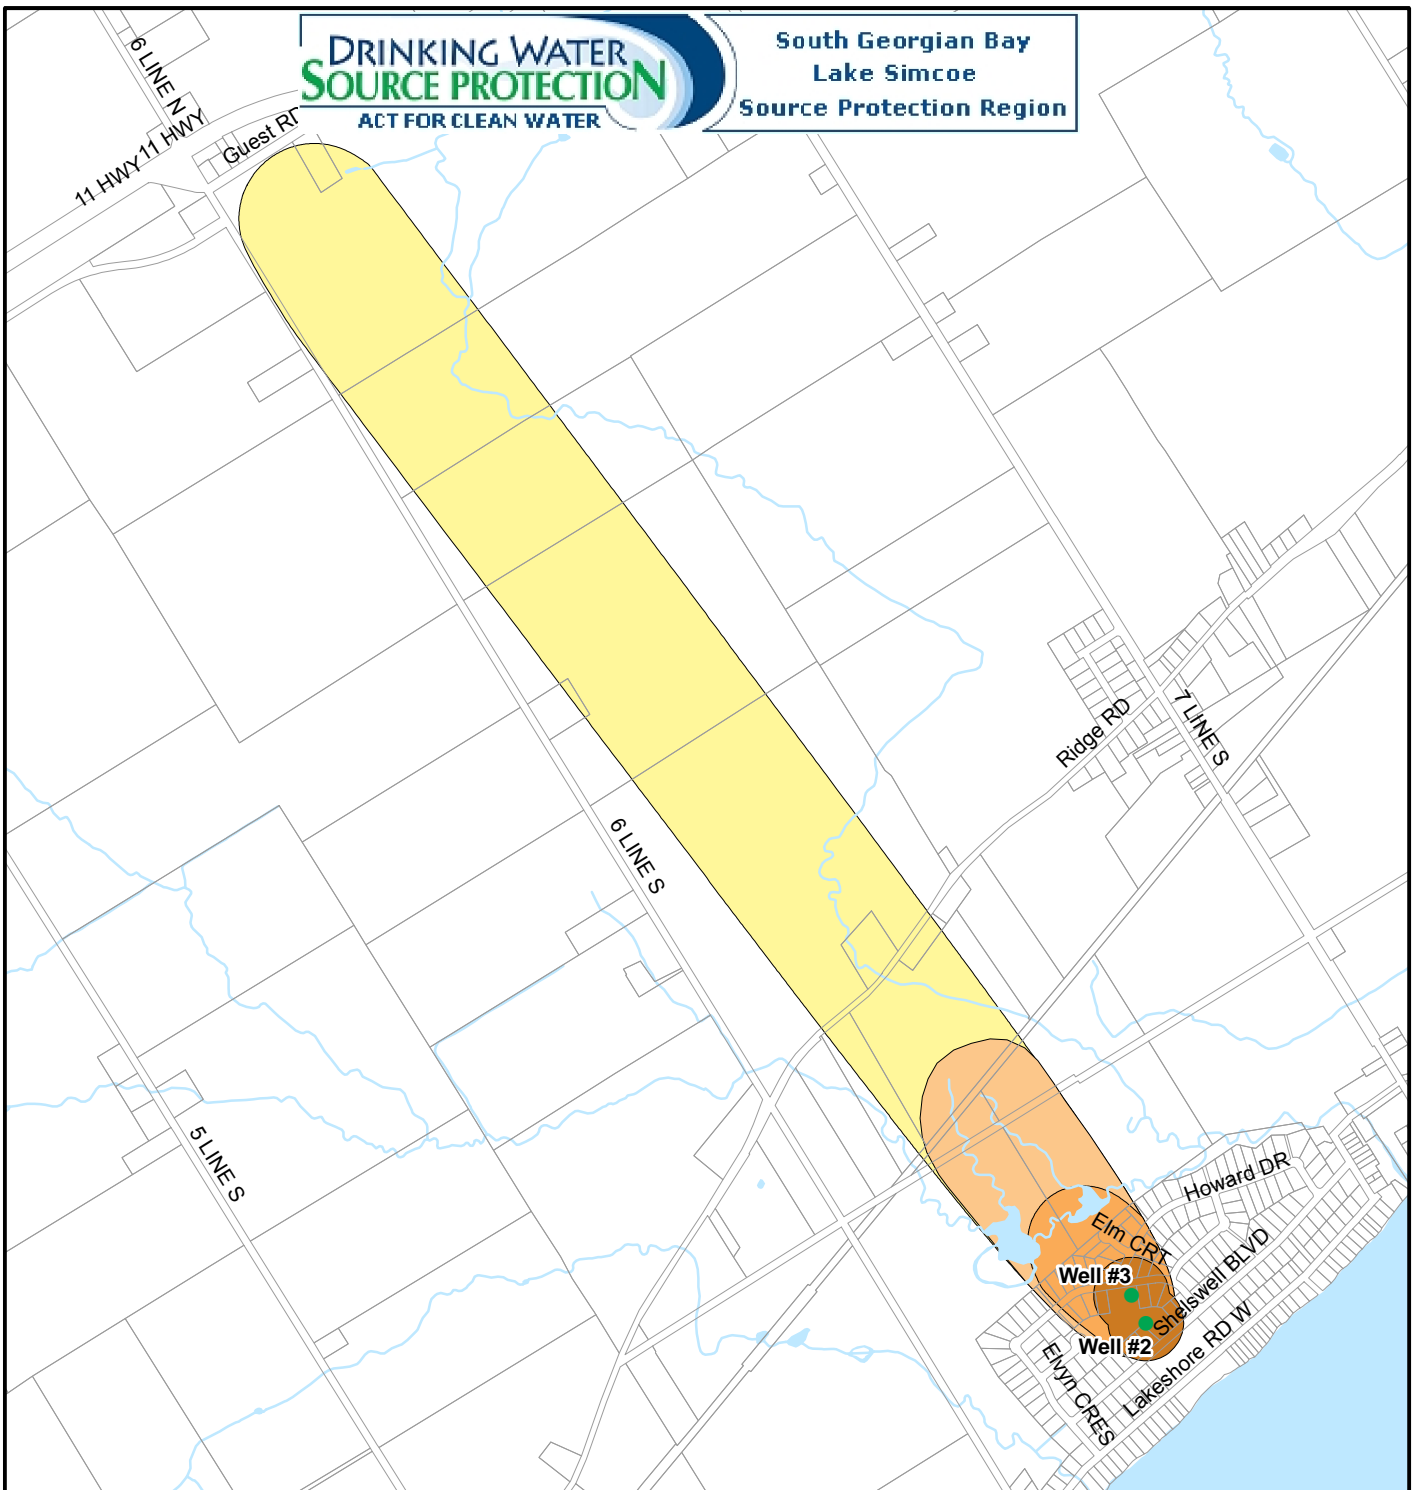 DRINKING WATER
SOURCE PROTECTION
ACT FOR CLEAN WATER
South Georgian Bay
Lake Simcoe
Source Protection Region
6 LINE N
11 HWY
11 HWY
Guest RD
Ridge RD
7 LINE S
6 LINE S
5 LINE S
Howard DR
Elm CRT
Shelswell BLVD
Well #3
Well #2
Lakeshore RD W
Elvyn CRES